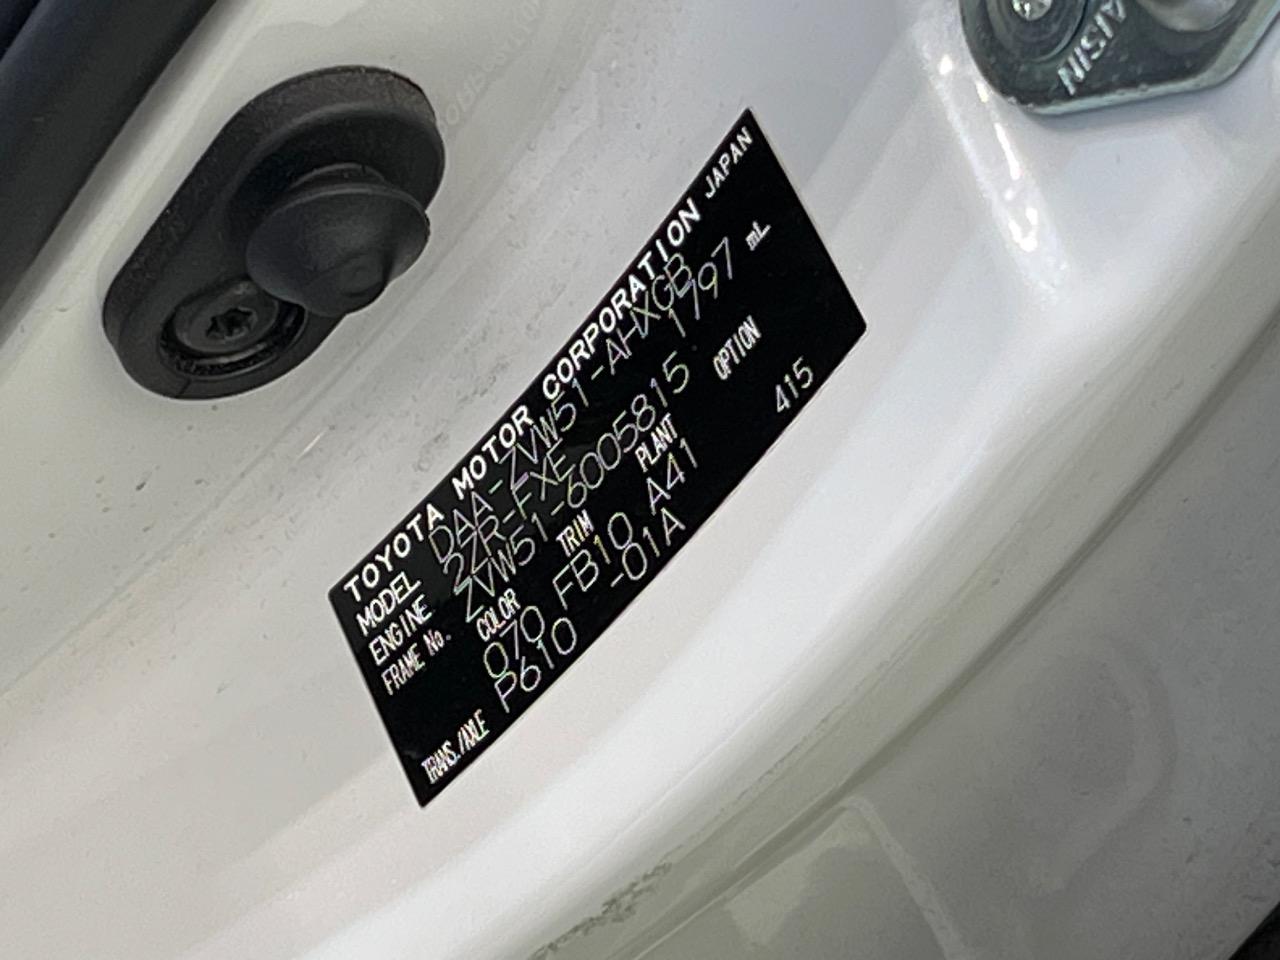 AISIN
TOYOTA MOTOR CORPORATION JAPAN
MODEL DAA-ZVW51-AHXGB
ENGINE 2ZR-FXE 1797 mL
FRAME No. ZVW51-6005815
COLOR TRIM PLANT OPTION
070 FB10 A41 415
TRANS./AXLE P610 -01A